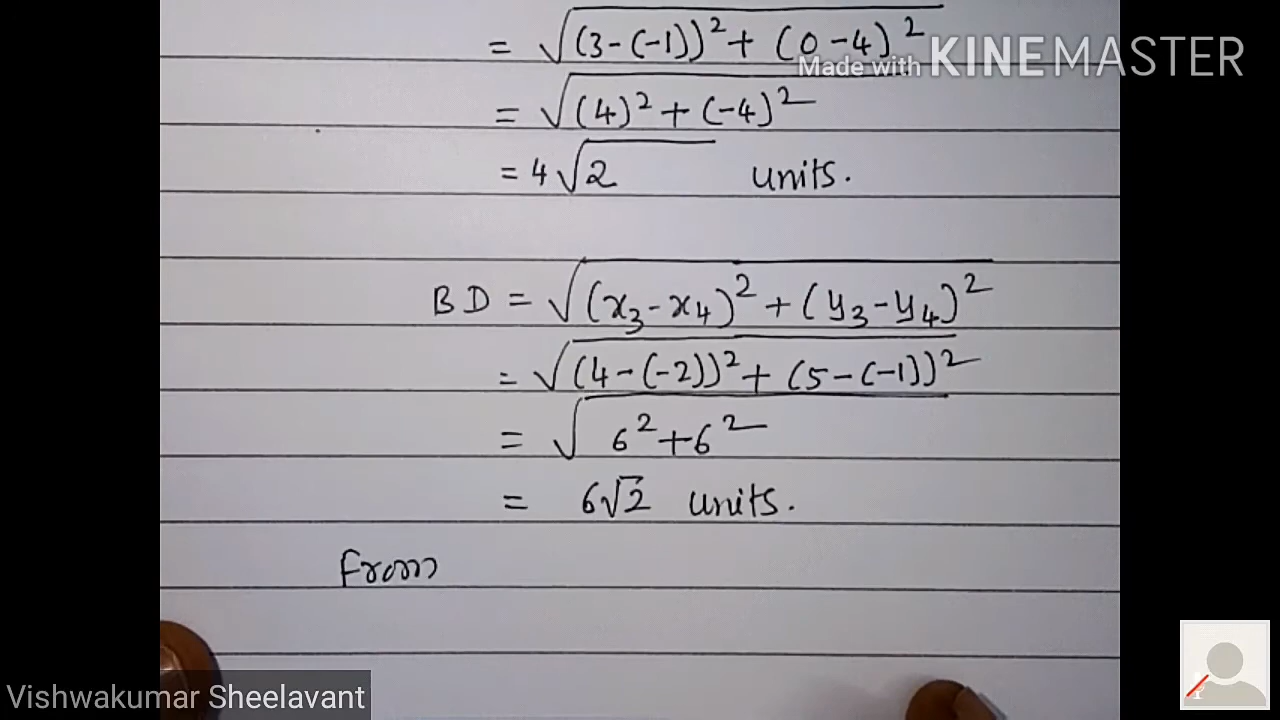 = √(3-(-1))² + (0-4)²
Made with KINEMASTER
= √(4)² + (-4)²
= 4√2 units.
BD = √(x₃-x₄)² + (y₃-y₄)²
= √(4-(-2))² + (5-(-1))²
= √6²+6²
= 6√2 units.
From
Vishwakumar Sheelavant